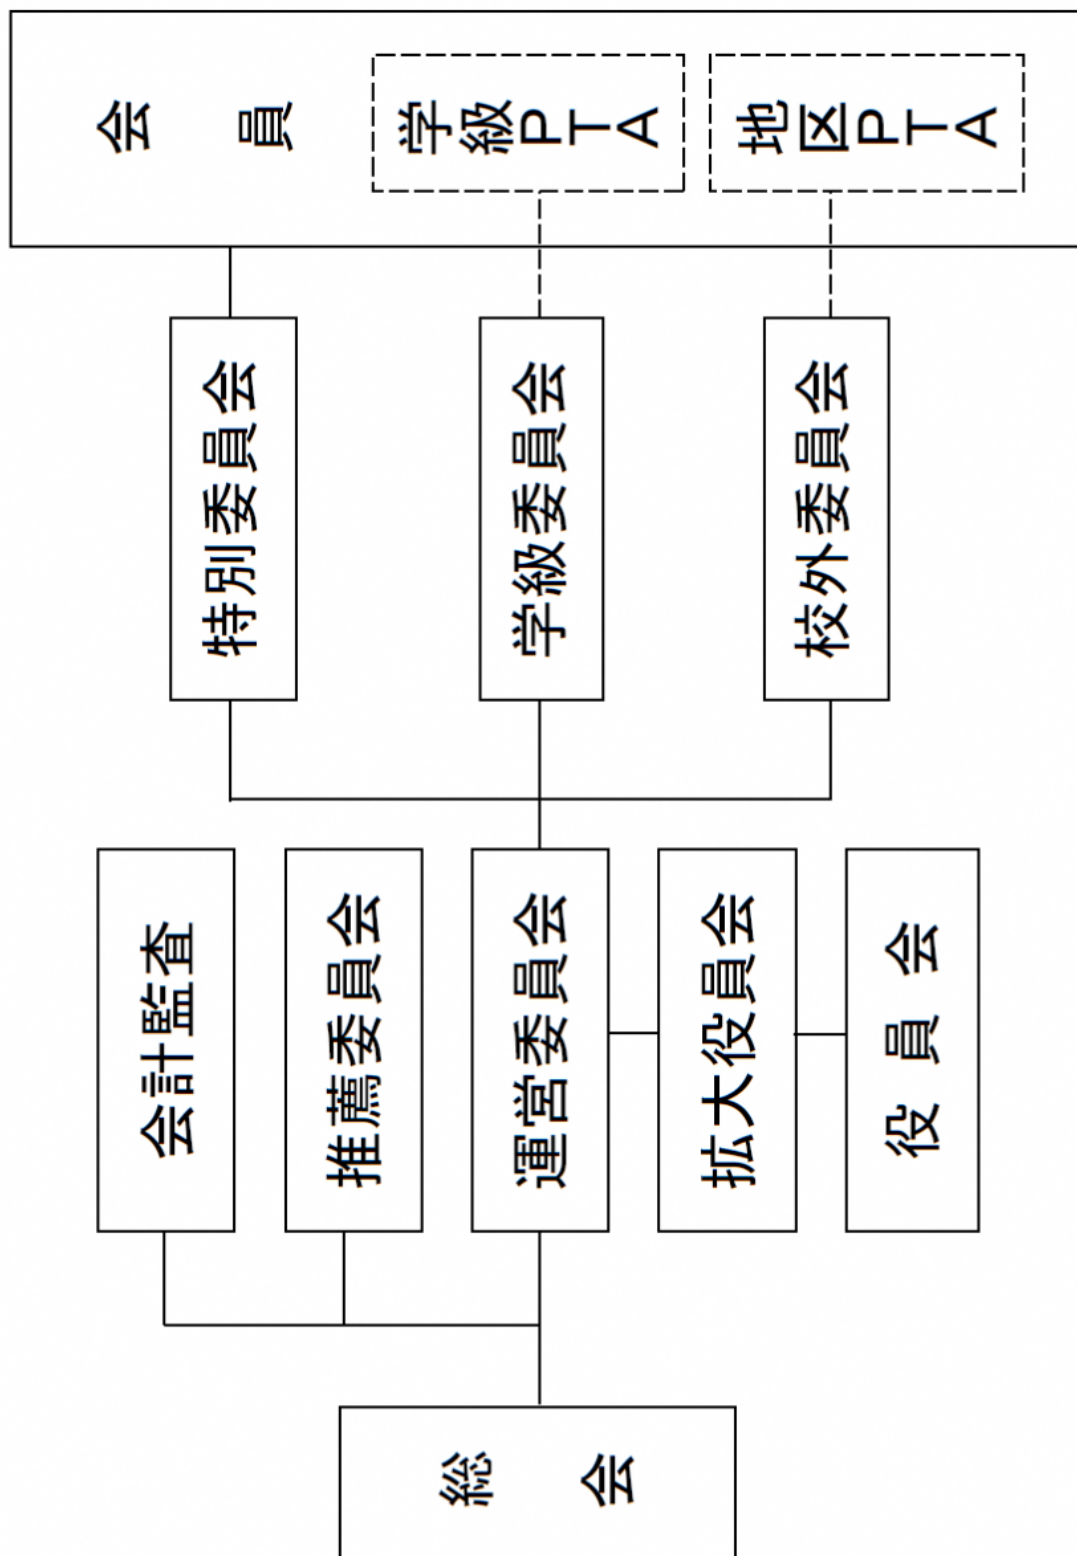 総会
会計監査
推薦委員会
運営委員会
拡大役員会
役員会
特別委員会
学級委員会
校外委員会
会員
学級PTA
地区PTA